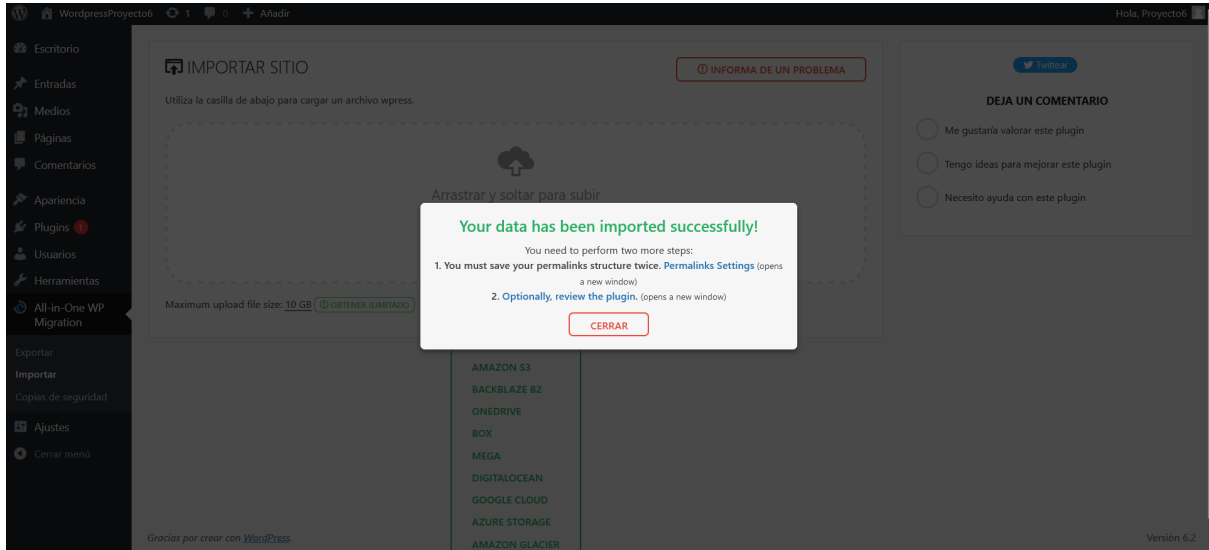 WordpressProyecto6 1 0 Añadir
Hola, Proyecto6
Escritorio
Entradas
Medios
Páginas
Comentarios
Apariencia
Plugins 1
Usuarios
Herramientas
All-in-One WP
Migration
Exportar
Importar
Copias de seguridad
Ajustes
Cerrar menú
IMPORTAR SITIO
INFORMA DE UN PROBLEMA
Utiliza la casilla de abajo para cargar un archivo wpress.
Arrastrar y soltar para subir
Your data has been imported successfully!
You need to perform two more steps:
1. You must save your permalinks structure twice. Permalinks Settings (opens
a new window)
2. Optionally, review the plugin. (opens a new window)
CERRAR
Maximum upload file size: 10 GB OBTENER ILIMITADO
AMAZON S3
BACKBLAZE B2
ONEDRIVE
BOX
MEGA
DIGITALOCEAN
GOOGLE CLOUD
AZURE STORAGE
AMAZON GLACIER
Twittear
DEJA UN COMENTARIO
Me gustaría valorar este plugin
Tengo ideas para mejorar este plugin
Necesito ayuda con este plugin
Gracias por crear con WordPress.
Versión 6.2